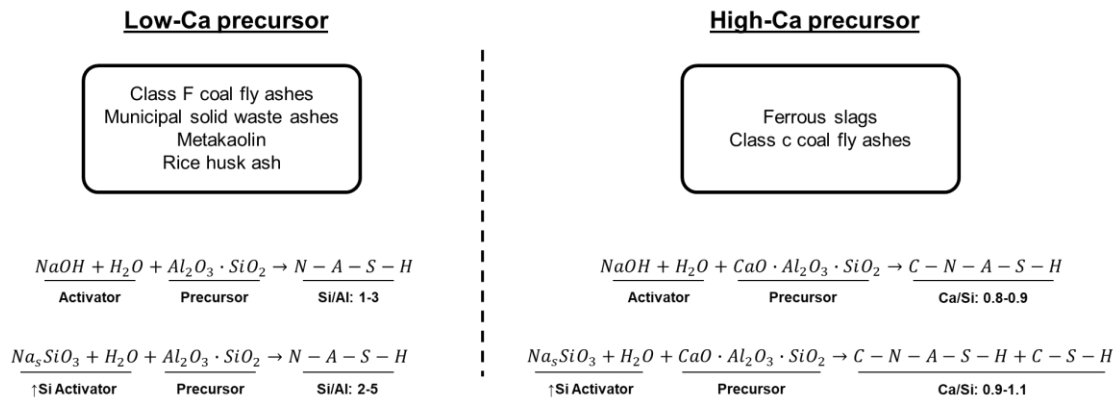 Low-Ca precursor
Class F coal fly ashes
Municipal solid waste ashes
Metakaolin
Rice husk ash
NaOH + H₂O + Al₂O₃ · SiO₂ → N − A − S − H
Activator Precursor Si/Al: 1-3
NaₛSiO₃ + H₂O + Al₂O₃ · SiO₂ → N − A − S − H
↑Si Activator Precursor Si/Al: 2-5
High-Ca precursor
Ferrous slags
Class c coal fly ashes
NaOH + H₂O + CaO · Al₂O₃ · SiO₂ → C − N − A − S − H
Activator Precursor Ca/Si: 0.8-0.9
NaₛSiO₃ + H₂O + CaO · Al₂O₃ · SiO₂ → C − N − A − S − H + C − S − H
↑Si Activator Precursor Ca/Si: 0.9-1.1